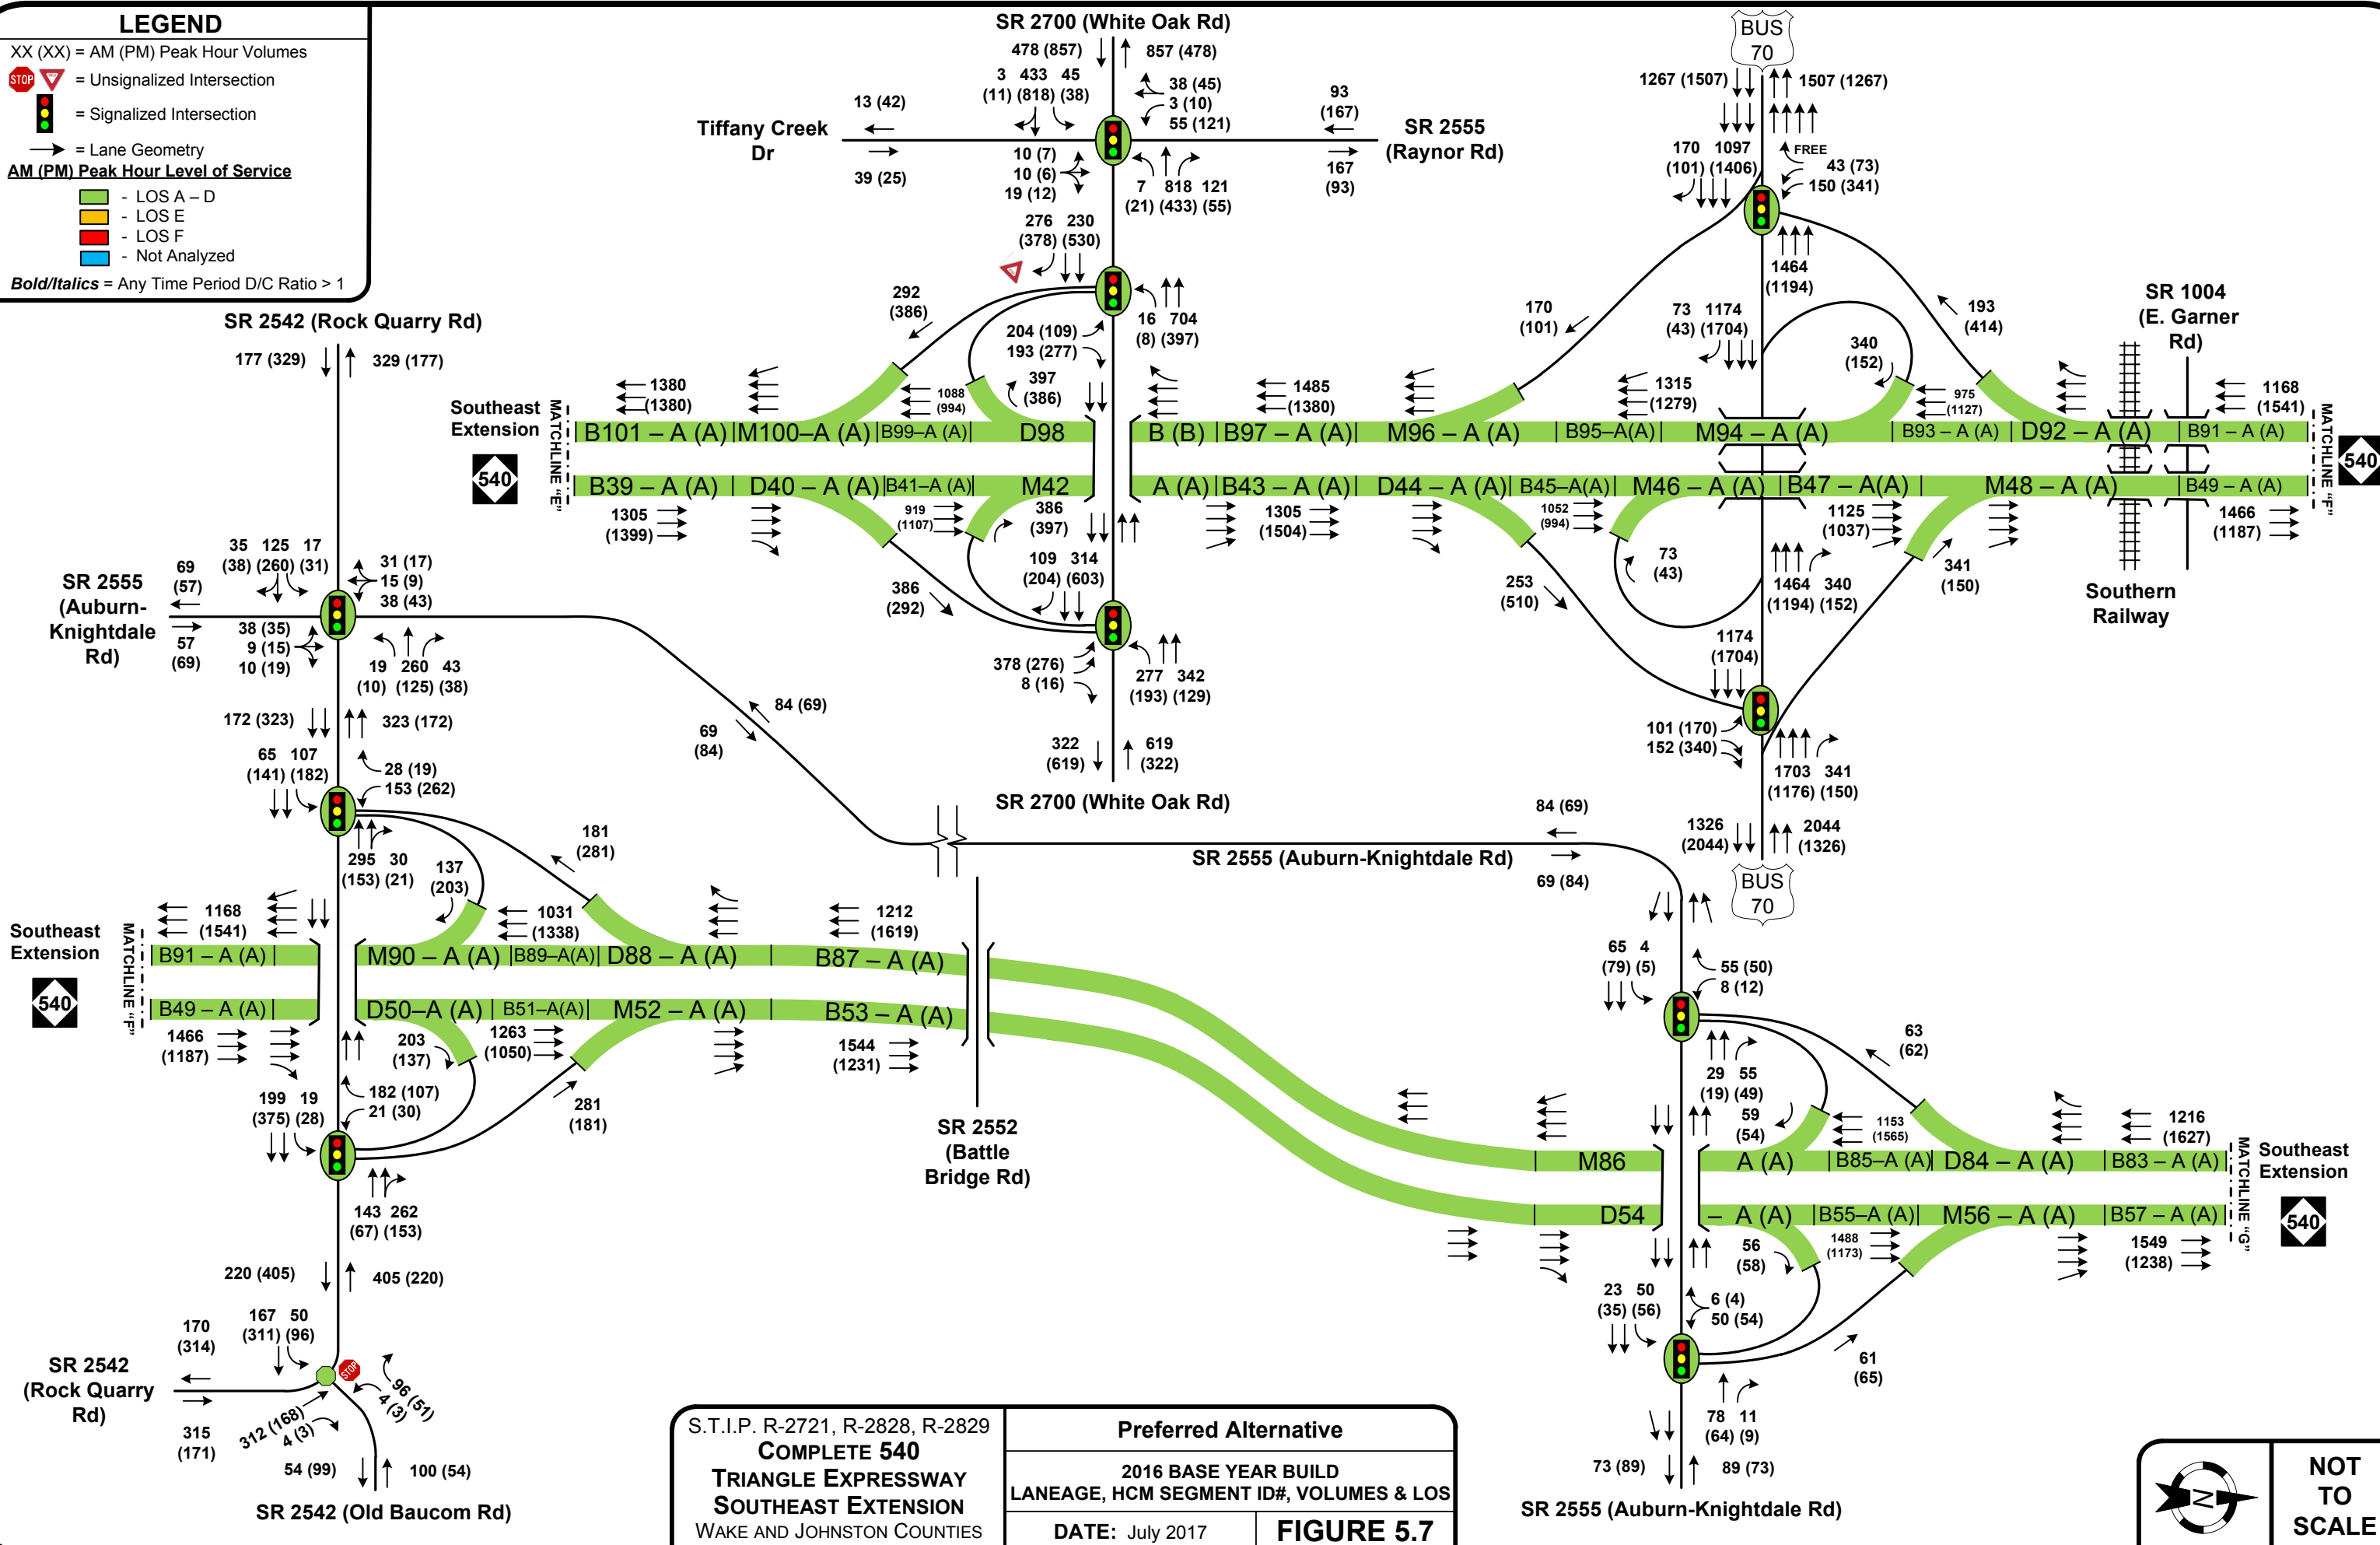 LEGEND
XX (XX) = AM (PM) Peak Hour Volumes
STOP = Unsignalized Intersection
= Signalized Intersection
= Lane Geometry
AM (PM) Peak Hour Level of Service
- LOS A – D
- LOS E
- LOS F
- Not Analyzed
Bold/Italics = Any Time Period D/C Ratio > 1
SR 2700 (White Oak Rd)
478 (857)
857 (478)
3 433 45
(11) (818) (38)
38 (45)
3 (10)
55 (121)
13 (42)
93
(167)
Tiffany Creek
Dr
SR 2555
(Raynor Rd)
39 (25)
10 (7)
10 (6)
19 (12)
7 818 121
(21) (433) (55)
167
(93)
276 230
(378) (530)
292
(386)
204 (109)
193 (277)
16 704
(8) (397)
397
(386)
BUS
70
1267 (1507)
1507 (1267)
170 1097
(101) (1406)
FREE
43 (73)
150 (341)
1464
(1194)
170
(101)
73 1174
(43) (1704)
340
(152)
193
(414)
SR 1004
(E. Garner
Rd)
Southeast
Extension
540
MATCHLINE "E"
1380
(1380)
1088
(994)
1485
(1380)
1315
(1279)
975
(1127)
1168
(1541)
B101 – A (A)
M100–A (A)
B99–A (A)
D98
B (B)
B97 – A (A)
M96 – A (A)
B95–A(A)
M94 – A (A)
B93 – A (A)
D92 – A (A)
B91 – A (A)
MATCHLINE "F"
540
B39 – A (A)
D40 – A (A)
B41–A (A)
M42
A (A)
B43 – A (A)
D44 – A (A)
B45–A(A)
M46 – A (A)
B47 – A(A)
M48 – A (A)
B49 – A (A)
1305
(1399)
919
(1107)
386
(397)
1305
(1504)
1052
(994)
1125
(1037)
1466
(1187)
386
(292)
109 314
(204) (603)
378 (276)
8 (16)
277 342
(193) (129)
322
(619)
619
(322)
SR 2700 (White Oak Rd)
253
(510)
73
(43)
1464 340
(1194) (152)
341
(150)
Southern
Railway
1174
(1704)
101 (170)
152 (340)
1703 341
(1176) (150)
1326
(2044)
2044
(1326)
BUS
70
SR 2542 (Rock Quarry Rd)
177 (329)
329 (177)
35 125 17
(38) (260) (31)
31 (17)
15 (9)
38 (43)
69
(57)
SR 2555
(Auburn-
Knightdale
Rd)
57
(69)
38 (35)
9 (15)
10 (19)
19 260 43
(10) (125) (38)
172 (323)
323 (172)
84 (69)
69
(84)
65 107
(141) (182)
28 (19)
153 (262)
295 30
(153) (21)
137
(203)
181
(281)
84 (69)
SR 2555 (Auburn-Knightdale Rd)
69 (84)
Southeast
Extension
540
MATCHLINE "F"
1168
(1541)
1031
(1338)
1212
(1619)
B91 – A (A)
M90 – A (A)
B89–A(A)
D88 – A (A)
B87 – A (A)
B49 – A (A)
D50–A (A)
B51–A(A)
M52 – A (A)
B53 – A (A)
1466
(1187)
203
(137)
1263
(1050)
1544
(1231)
199 19
(375) (28)
182 (107)
21 (30)
281
(181)
143 262
(67) (153)
SR 2552
(Battle
Bridge Rd)
220 (405)
405 (220)
170
(314)
167 50
(311) (96)
STOP
96 (51)
4 (3)
SR 2542
(Rock Quarry
Rd)
315
(171)
312 (168)
4 (3)
54 (99)
100 (54)
SR 2542 (Old Baucom Rd)
65 4
(79) (5)
55 (50)
8 (12)
29 55
(19) (49)
63
(62)
59
(54)
1153
(1565)
1216
(1627)
M86
A (A)
B85–A (A)
D84 – A (A)
B83 – A (A)
MATCHLINE "G"
Southeast
Extension
540
D54
– A (A)
B55–A (A)
M56 – A (A)
B57 – A (A)
56
(58)
1488
(1173)
1549
(1238)
23 50
(35) (56)
6 (4)
50 (54)
61
(65)
78 11
(64) (9)
73 (89)
89 (73)
SR 2555 (Auburn-Knightdale Rd)
S.T.I.P. R-2721, R-2828, R-2829
COMPLETE 540
TRIANGLE EXPRESSWAY
SOUTHEAST EXTENSION
WAKE AND JOHNSTON COUNTIES
Preferred Alternative
2016 BASE YEAR BUILD
LANEAGE, HCM SEGMENT ID#, VOLUMES & LOS
DATE: July 2017
FIGURE 5.7
N
NOT
TO
SCALE